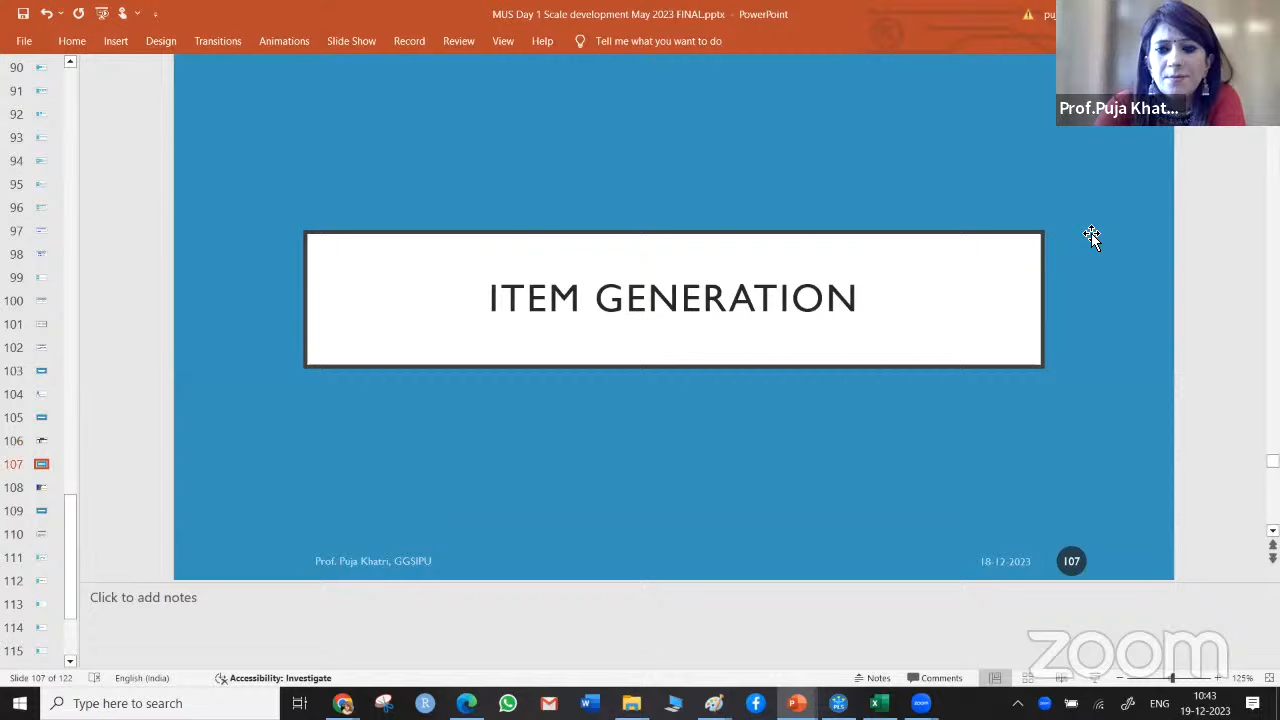 MUS Day 1 Scale development May 2023 FINAL.pptx - PowerPoint
File Home Insert Design Transitions Animations Slide Show Record Review View Help Tell me what you want to do
Prof.Puja Khat...
90
91
92
93
94
95
96
97
98
99
100
101
102
103
104
105
106
107
108
109
110
111
112
113
114
115
ITEM GENERATION
Prof. Puja Khatri, GGSIPU 18-12-2023 107
Click to add notes
zoom
Slide 107 of 122 English (India) Accessibility: Investigate Notes Comments 125%
Type here to search
ENG 10:43
19-12-2023